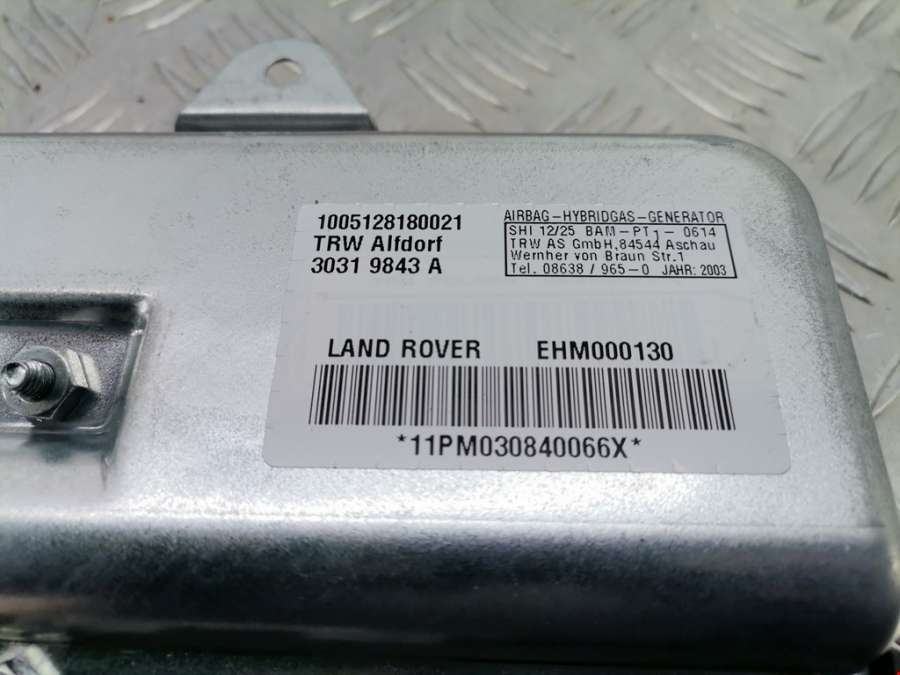 1005128180021
TRW Alfdorf
3031 9843 A
AIRBAG-HYBRIDGAS-GENERATOR
SHI 12/25 BAM-PT1-0614
TRW AS GmbH,84544 Aschau
Wernher von Braun Str.1
Tel. 08638/965-0 JAHR: 2003
LAND ROVER EHM000130
*11PM030840066X*